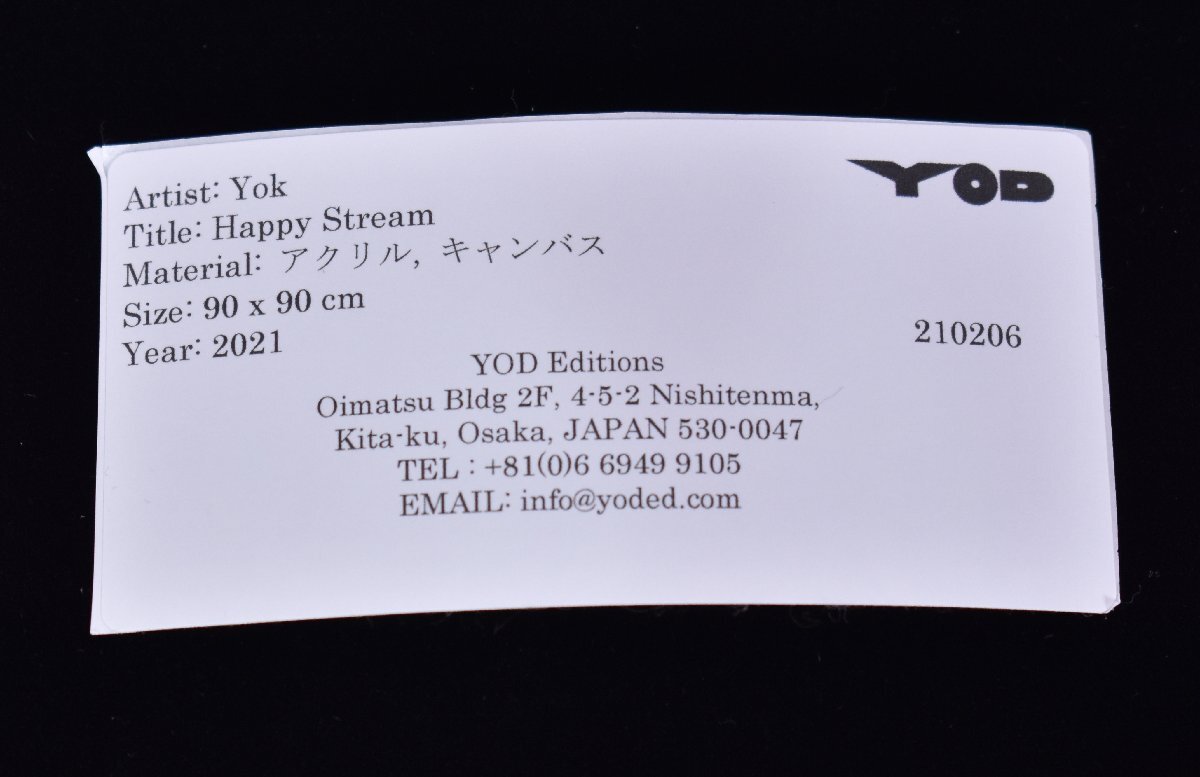 YOD
Artist: Yok
Title: Happy Stream
Material: アクリル, キャンバス
Size: 90 x 90 cm
Year: 2021
210206
YOD Editions
Oimatsu Bldg 2F, 4-5-2 Nishitenma,
Kita-ku, Osaka, JAPAN 530-0047
TEL : +81(0)6 6949 9105
EMAIL: info@yoded.com